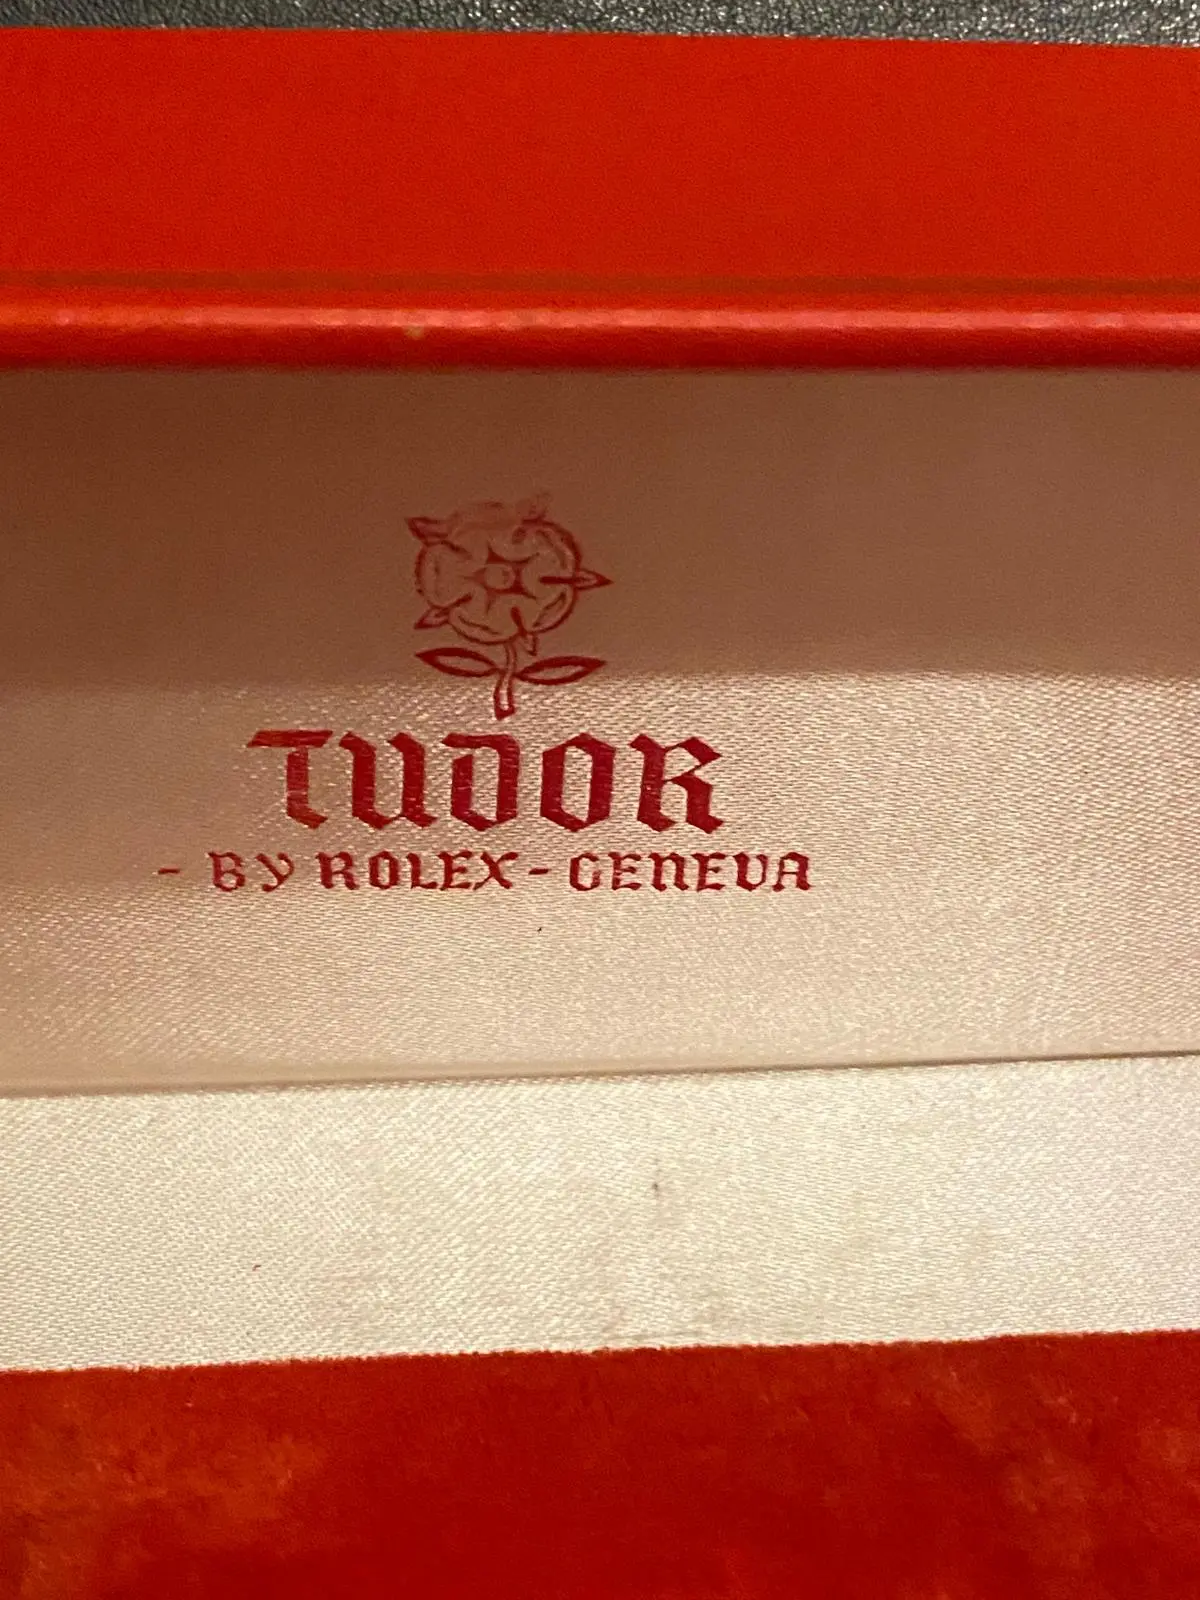 TUDOR
- BY ROLEX - GENEVA